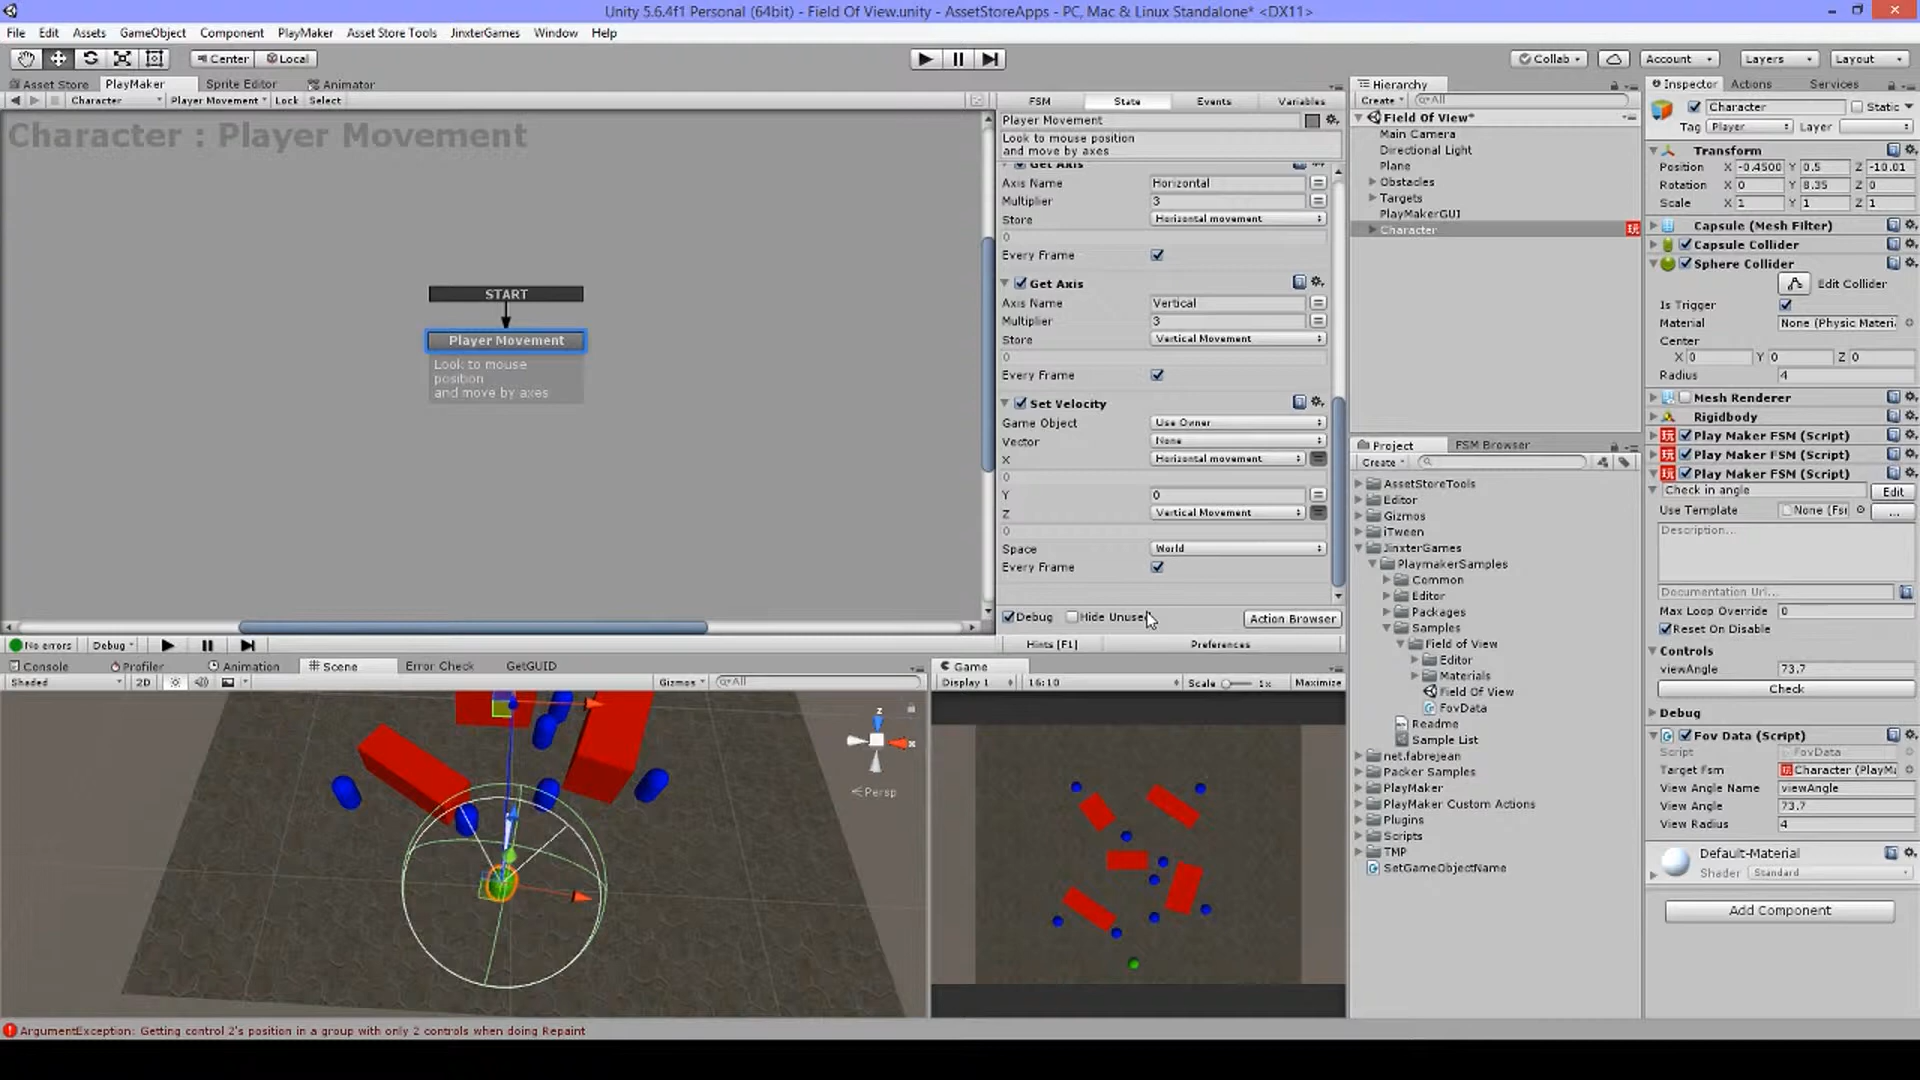 Unity 5.6.4f1 Personal (64bit) - Field Of View.unity - AssetStoreApps - PC, Mac & Linux Standalone* <DX11>
File Edit Assets GameObject Component PlayMaker Asset Store Tools JinxterGames Window Help
Center Local Collab Account Layers Layout
Asset Store PlayMaker Sprite Editor Animator
Character Player Movement Lock Select
Character : Player Movement
START
Player Movement
Look to mouse
position
and move by axes
FSM State Events Variables
Player Movement
Look to mouse position
and move by axes
Get Axis
Axis Name Horizontal
Multiplier 3
Store Horizontal movement
0
Every Frame
Get Axis
Axis Name Vertical
Multiplier 3
Store Vertical Movement
0
Every Frame
Set Velocity
Game Object Use Owner
Vector None
X Horizontal movement
0
Y 0
Z Vertical Movement
0
Space World
Every Frame
Debug Hide Unused Action Browser
Hints [F1] Preferences
No errors Debug
Console Profiler Animation Scene Error Check GetGUID
Shaded 2D Gizmos All
z
x
Persp
Game
Display 1 16:10 Scale 1x Maximize
Hierarchy
Create All
Field Of View*
Main Camera
Directional Light
Plane
Obstacles
Targets
PlayMakerGUI
Character
玩
Project FSM Browser
Create
AssetStoreTools
Editor
Gizmos
iTween
JinxterGames
PlaymakerSamples
Common
Editor
Packages
Samples
Field of View
Editor
Materials
Field Of View
FovData
Readme
Sample List
net.fabrejean
Packer Samples
PlayMaker
PlayMaker Custom Actions
Plugins
Scripts
TMP
SetGameObjectName
Inspector Actions Services
Character Static
Tag Player Layer
Transform
Position X -0.4500 Y 0.5 Z -10.01
Rotation X 0 Y 8.35 Z 0
Scale X 1 Y 1 Z 1
Capsule (Mesh Filter)
Capsule Collider
Sphere Collider
Edit Collider
Is Trigger
Material None (Physic Materi
Center
X 0 Y 0 Z 0
Radius 4
Mesh Renderer
Rigidbody
玩 Play Maker FSM (Script)
玩 Play Maker FSM (Script)
玩 Play Maker FSM (Script)
Check in angle Edit
Use Template None (Fsi ...
Description...
Documentation Url...
Max Loop Override 0
Reset On Disable
Controls
viewAngle 73.7
Check
Debug
Fov Data (Script)
Script FovData
Target Fsm 玩 Character (PlayMa
View Angle Name viewAngle
View Angle 73.7
View Radius 4
Default-Material
Shader Standard
Add Component
ArgumentException: Getting control 2's position in a group with only 2 controls when doing Repaint